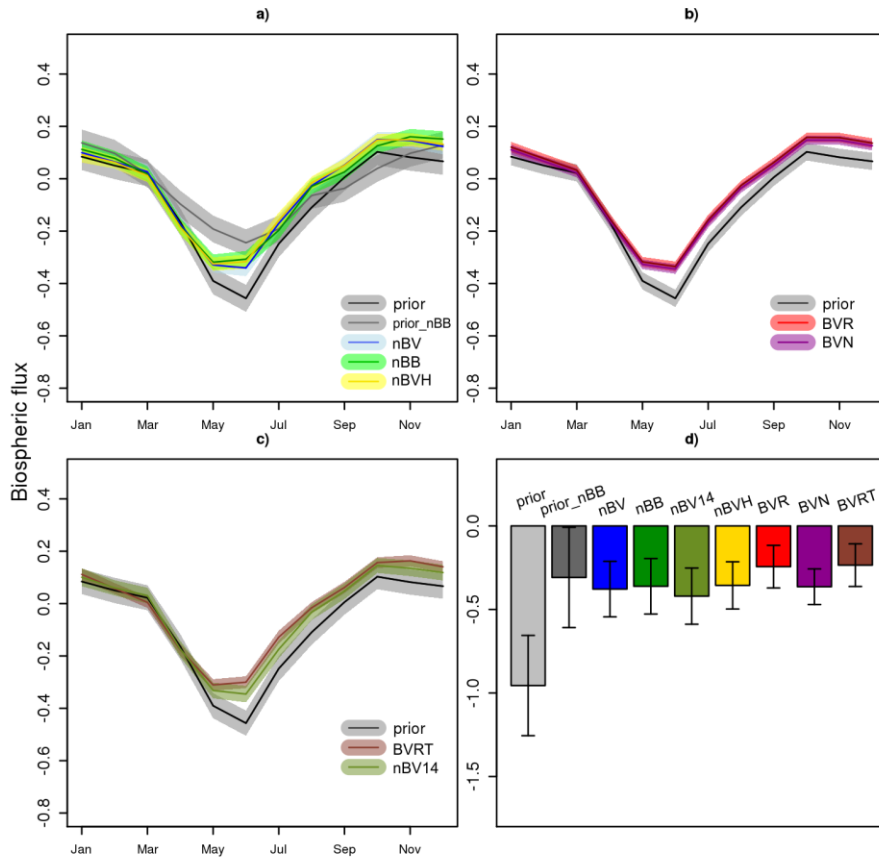 a)
0.4
0.2
0.0
-0.2
-0.4
-0.6
-0.8
Jan
Mar
May
Jul
Sep
Nov
prior
prior_nBB
nBV
nBB
nBVH
b)
0.4
0.2
0.0
-0.2
-0.4
-0.6
-0.8
Jan
Mar
May
Jul
Sep
Nov
prior
BVR
BVN
Biospheric flux
c)
0.4
0.2
0.0
-0.2
-0.4
-0.6
-0.8
Jan
Mar
May
Jul
Sep
Nov
prior
BVRT
nBV14
d)
0.0
-0.5
-1.0
-1.5
prior
prior_nBB
nBV
nBB
nBV14
nBVH
BVR
BVN
BVRT